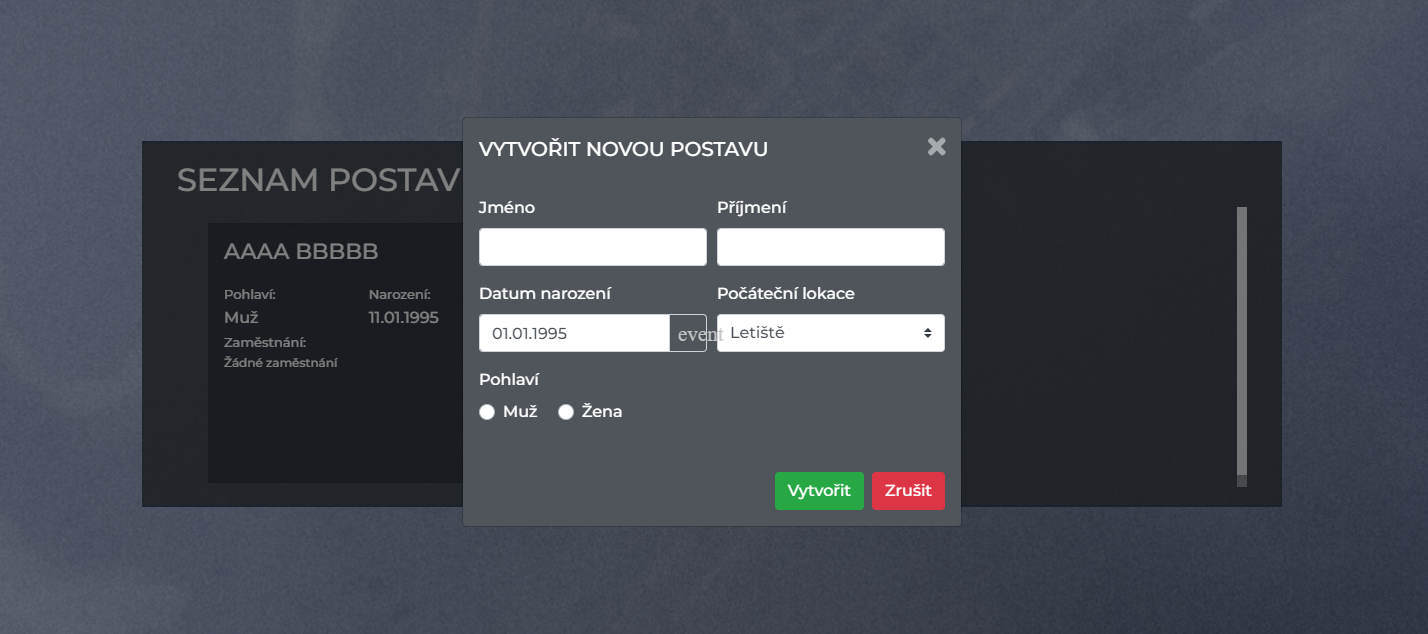 VYTVOŘIT NOVOU POSTAVU
SEZNAM POSTAV
Jméno Příjmení
AAAA BBBBB
Datum narození Počáteční lokace
Pohlaví: Narození:
Muž 11.01.1995
01.01.1995 event Letiště
Zaměstnání:
Žádné zaměstnání
Pohlaví
Muž Žena
Vytvořit Zrušit